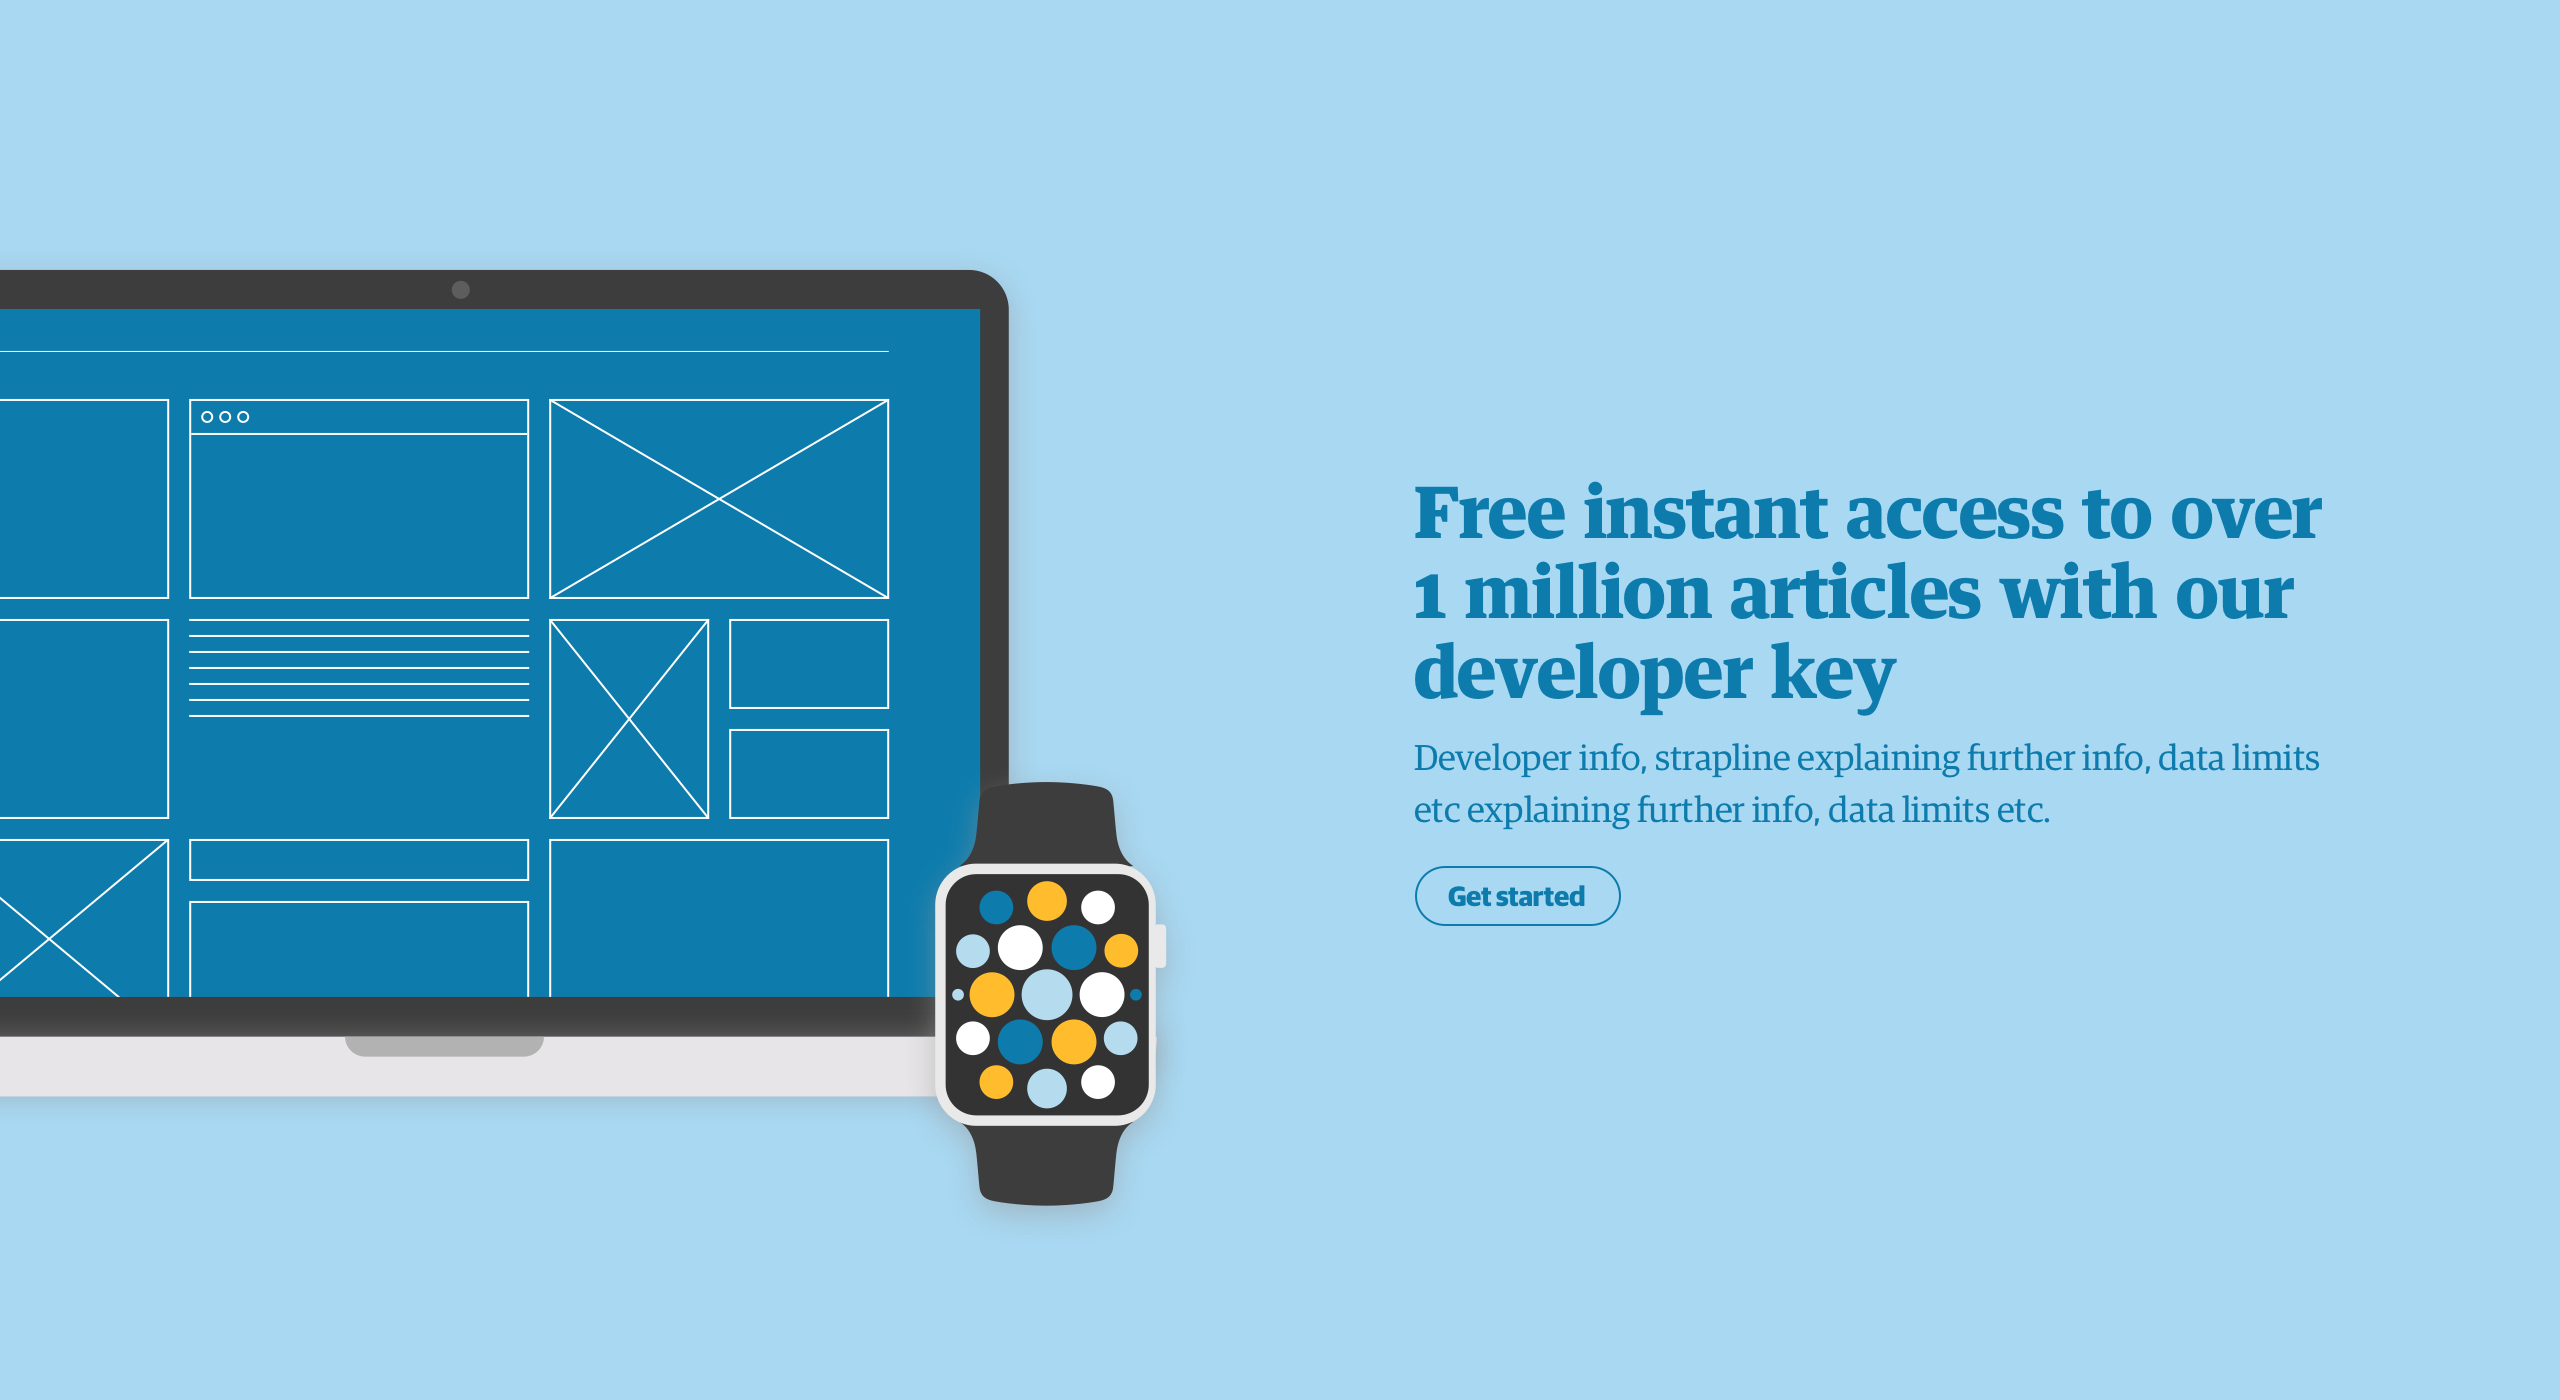 Free instant access to over
1 million articles with our
developer key
Developer info, strapline explaining further info, data limits
etc explaining further info, data limits etc.
Get started